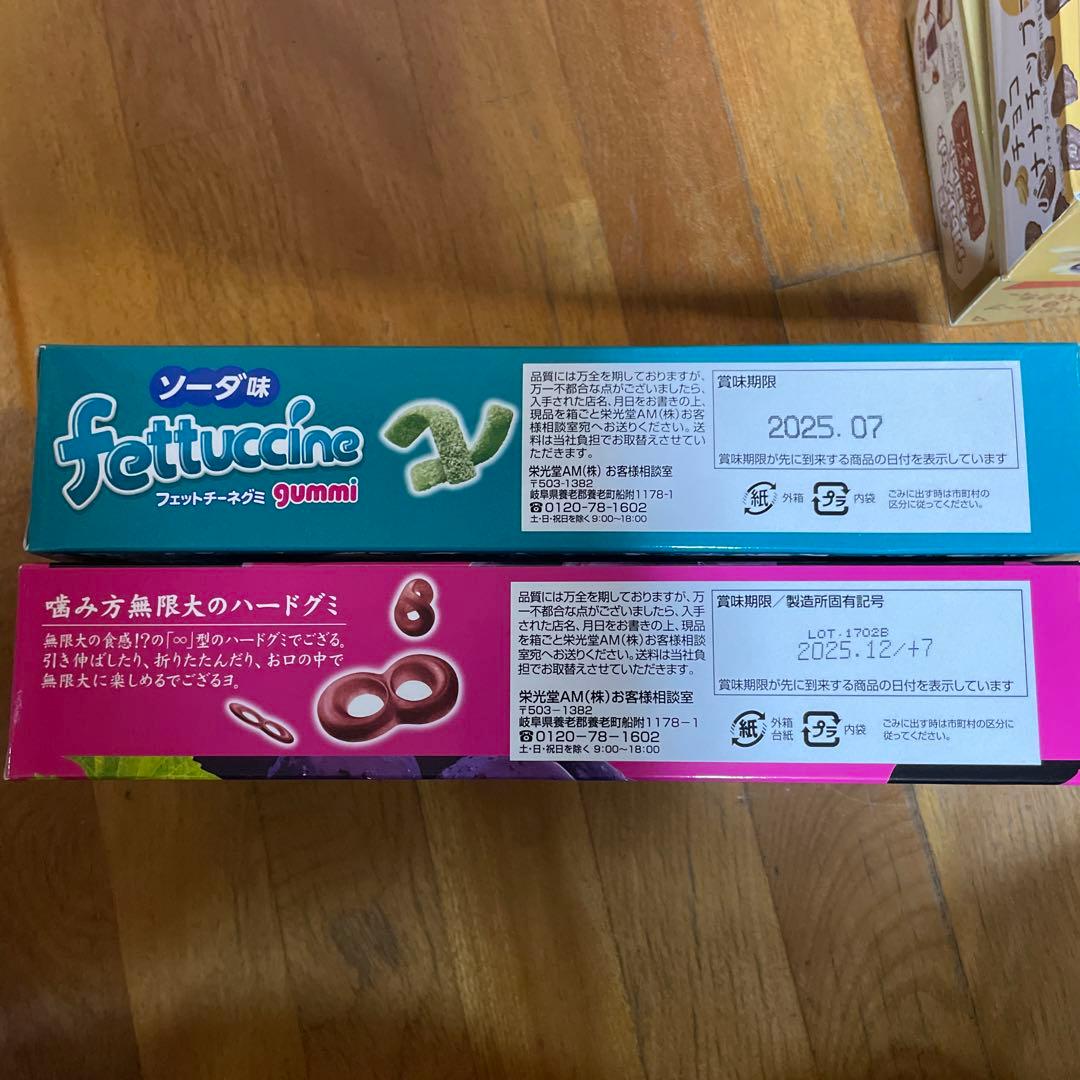 チョコ
バナナチップ
ソーダ味
fettuccine
フェットチーネグミ gummi
品質には万全を期しておりますが、
万一不都合な点がございましたら、
入手された店名、月日をお書きの上、
現品を箱ごと栄光堂AM(株)お客
様相談室宛へお送りください。送
料は当社負担でお取替えさせてい
ただきます。
栄光堂AM(株) お客様相談室
〒503-1382
岐阜県養老郡養老町船附1178-1
☎0120-78-1602
土・日・祝日を除く 9:00〜18:00
賞味期限
2025.07
賞味期限が先に到来する商品の日付を表示しています
紙 外箱 プラ 内袋
ごみに出す時は市町村の
区分に従ってください。
噛み方無限大のハードグミ
無限大の食感!?の「∞」型のハードグミでござる。
引き伸ばしたり、折りたたんだり、お口の中で
無限大に楽しめるでござるヨ。
品質には万全を期しておりますが、万
一不都合な点がございましたら、入手
された店名、月日をお書きの上、現品
を箱ごと栄光堂AM(株)お客様相談
室宛へお送りください。送料は当社負
担でお取替えさせていただきます。
栄光堂AM(株)お客様相談室
〒503-1382
岐阜県養老郡養老町船附1178-1
☎0120-78-1602
土・日・祝日を除く 9:00〜18:00
賞味期限/製造所固有記号
LOT.1702B
2025.12/+7
賞味期限が先に到来する商品の日付を表示しています
紙 外箱 台紙 プラ 内袋
ごみに出す時は市町村の区分に
従ってください。